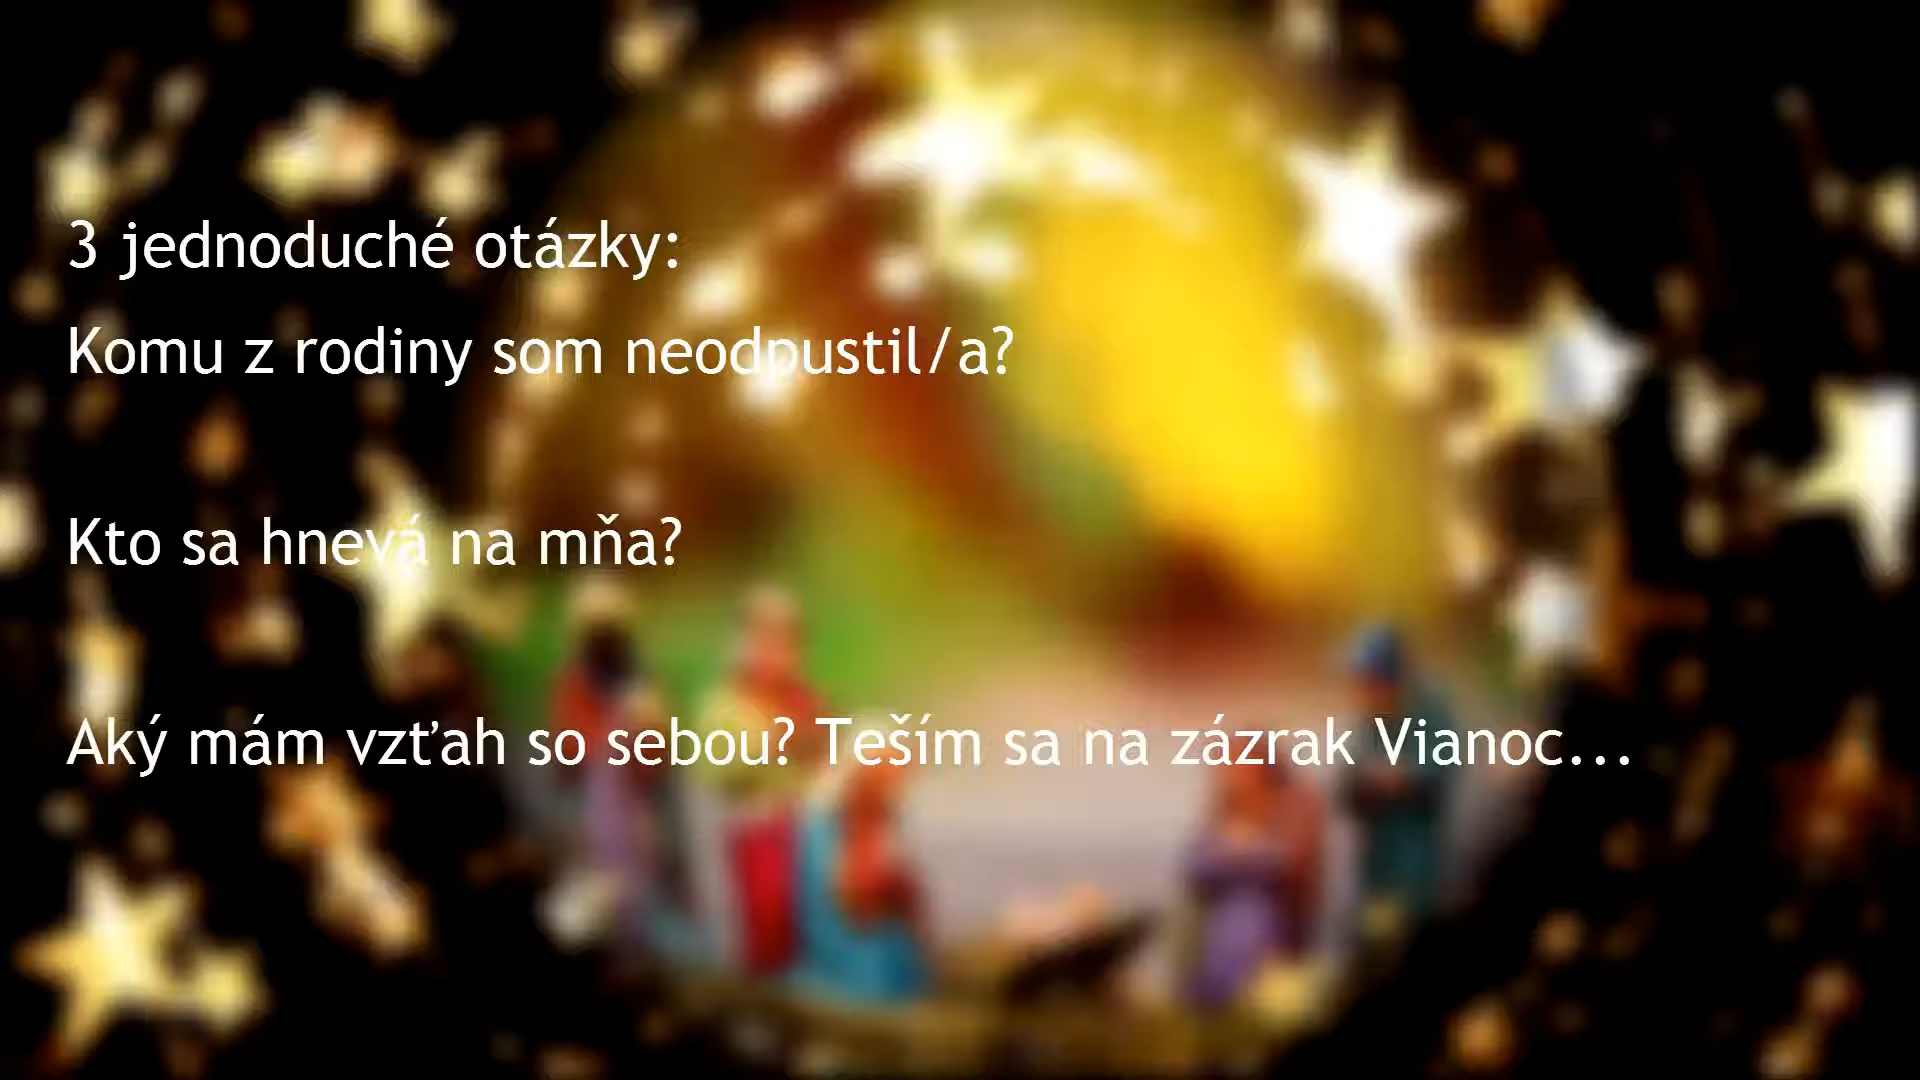 3 jednoduché otázky:
Komu z rodiny som neodpustil/a?
Kto sa hnevá na mňa?
Aký mám vzťah so sebou? Teším sa na zázrak Vianoc...